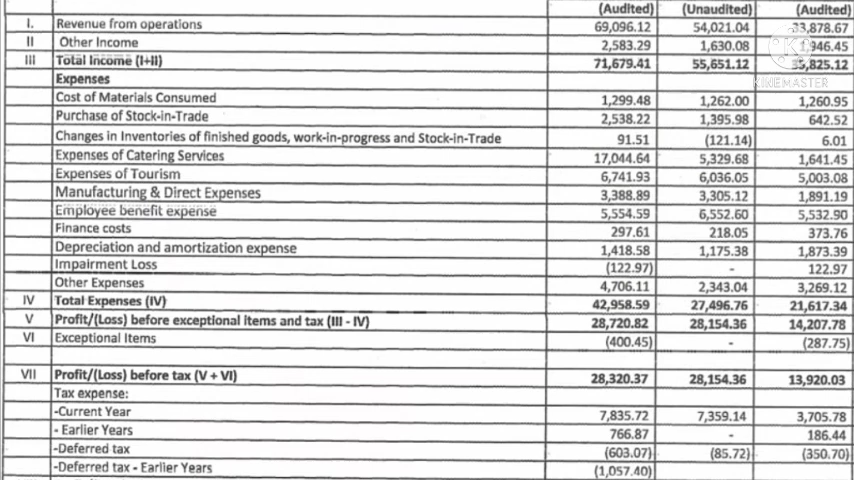 (Audited) (Unaudited) (Audited)
I. Revenue from operations 69,096.12 54,021.04 33,878.67
II Other Income 2,583.29 1,630.08 1,946.45
III Total Income (I+II) 71,679.41 55,651.12 35,825.12
KINEMASTER
Expenses
Cost of Materials Consumed 1,299.48 1,262.00 1,260.95
Purchase of Stock-in-Trade 2,538.22 1,395.98 642.52
Changes in Inventories of finished goods, work-in-progress and Stock-in-Trade 91.51 (121.14) 6.01
Expenses of Catering Services 17,044.64 5,329.68 1,641.45
Expenses of Tourism 6,741.93 6,036.05 5,003.08
Manufacturing & Direct Expenses 3,388.89 3,305.12 1,891.19
Employee benefit expense 5,554.59 6,552.60 5,532.90
Finance costs 297.61 218.05 373.76
Depreciation and amortization expense 1,418.58 1,175.38 1,873.39
Impairment Loss (122.97) - 122.97
Other Expenses 4,706.11 2,343.04 3,269.12
IV Total Expenses (IV) 42,958.59 27,496.76 21,617.34
V Profit/(Loss) before exceptional items and tax (III - IV) 28,720.82 28,154.36 14,207.78
VI Exceptional Items (400.45) - (287.75)
VII Profit/(Loss) before tax (V + VI) 28,320.37 28,154.36 13,920.03
Tax expense:
-Current Year 7,835.72 7,359.14 3,705.78
- Earlier Years 766.87 - 186.44
-Deferred tax (603.07) (85.72) (350.70)
-Deferred tax - Earlier Years (1,057.40)